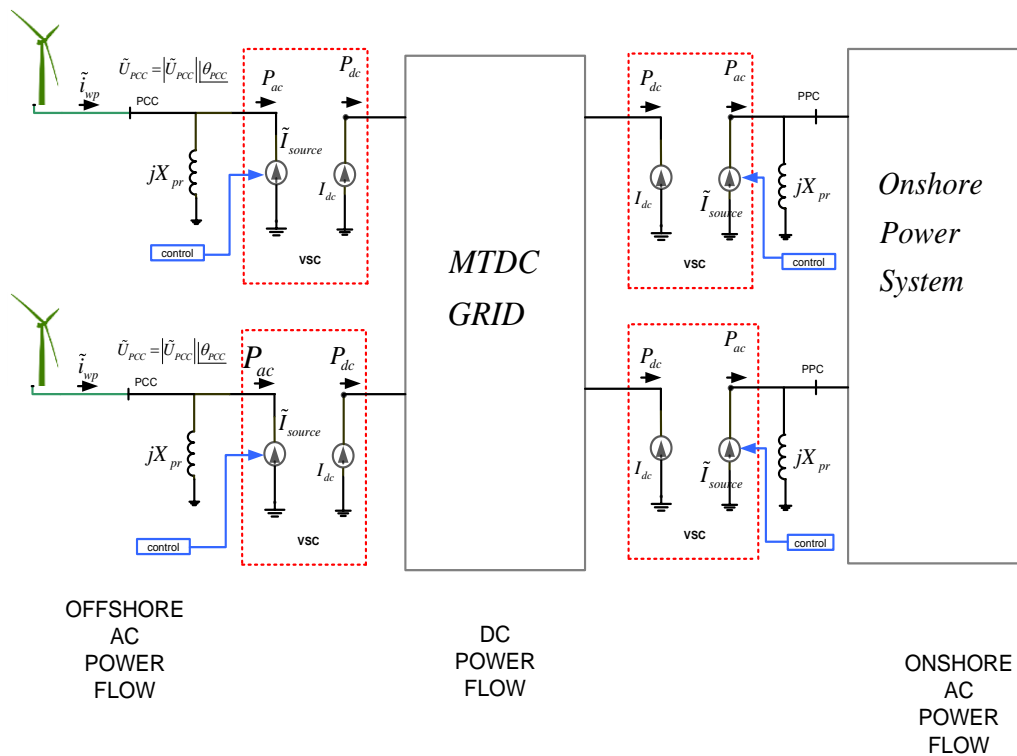 Ũ_PCC = |Ũ_PCC| |θ_PCC
ĩ_wp
PCC
P_ac
P_dc
jX_pr
Ĩ_source
I_dc
control
VSC
Ũ_PCC = |Ũ_PCC| |θ_PCC
ĩ_wp
PCC
P_ac
P_dc
jX_pr
Ĩ_source
I_dc
control
VSC
MTDC
GRID
P_dc
P_ac
PPC
I_dc
Ĩ_source
jX_pr
VSC
control
P_dc
P_ac
PPC
I_dc
Ĩ_source
jX_pr
VSC
control
Onshore
Power
System
OFFSHORE
AC
POWER
FLOW
DC
POWER
FLOW
ONSHORE
AC
POWER
FLOW